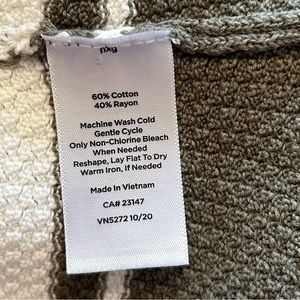 60% Cotton
40% Rayon
Machine Wash Cold
Gentle Cycle
Only Non-Chlorine Bleach
When Needed
Reshape, Lay Flat To Dry
Warm Iron, if Needed
Made in Vietnam
CA# 23147
VN5272 10/20